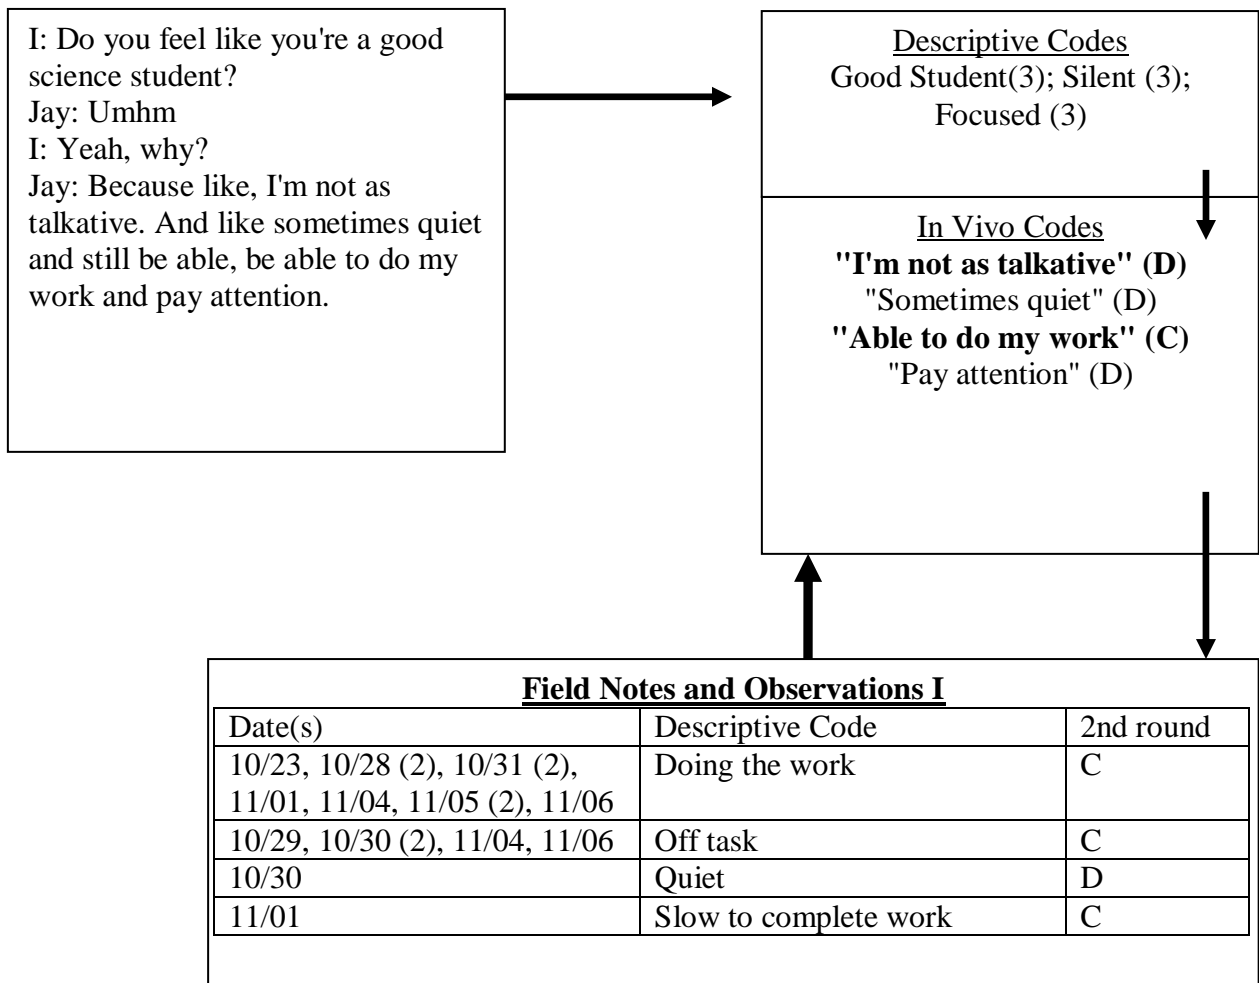 I: Do you feel like you're a good
science student?
Jay: Umhm
I: Yeah, why?
Jay: Because like, I'm not as
talkative. And like sometimes quiet
and still be able, be able to do my
work and pay attention.
Descriptive Codes
Good Student(3); Silent (3);
Focused (3)
In Vivo Codes
"I'm not as talkative" (D)
"Sometimes quiet" (D)
"Able to do my work" (C)
"Pay attention" (D)
Field Notes and Observations I
Date(s) Descriptive Code 2nd round
10/23, 10/28 (2), 10/31 (2), Doing the work C
11/01, 11/04, 11/05 (2), 11/06
10/29, 10/30 (2), 11/04, 11/06 Off task C
10/30 Quiet D
11/01 Slow to complete work C